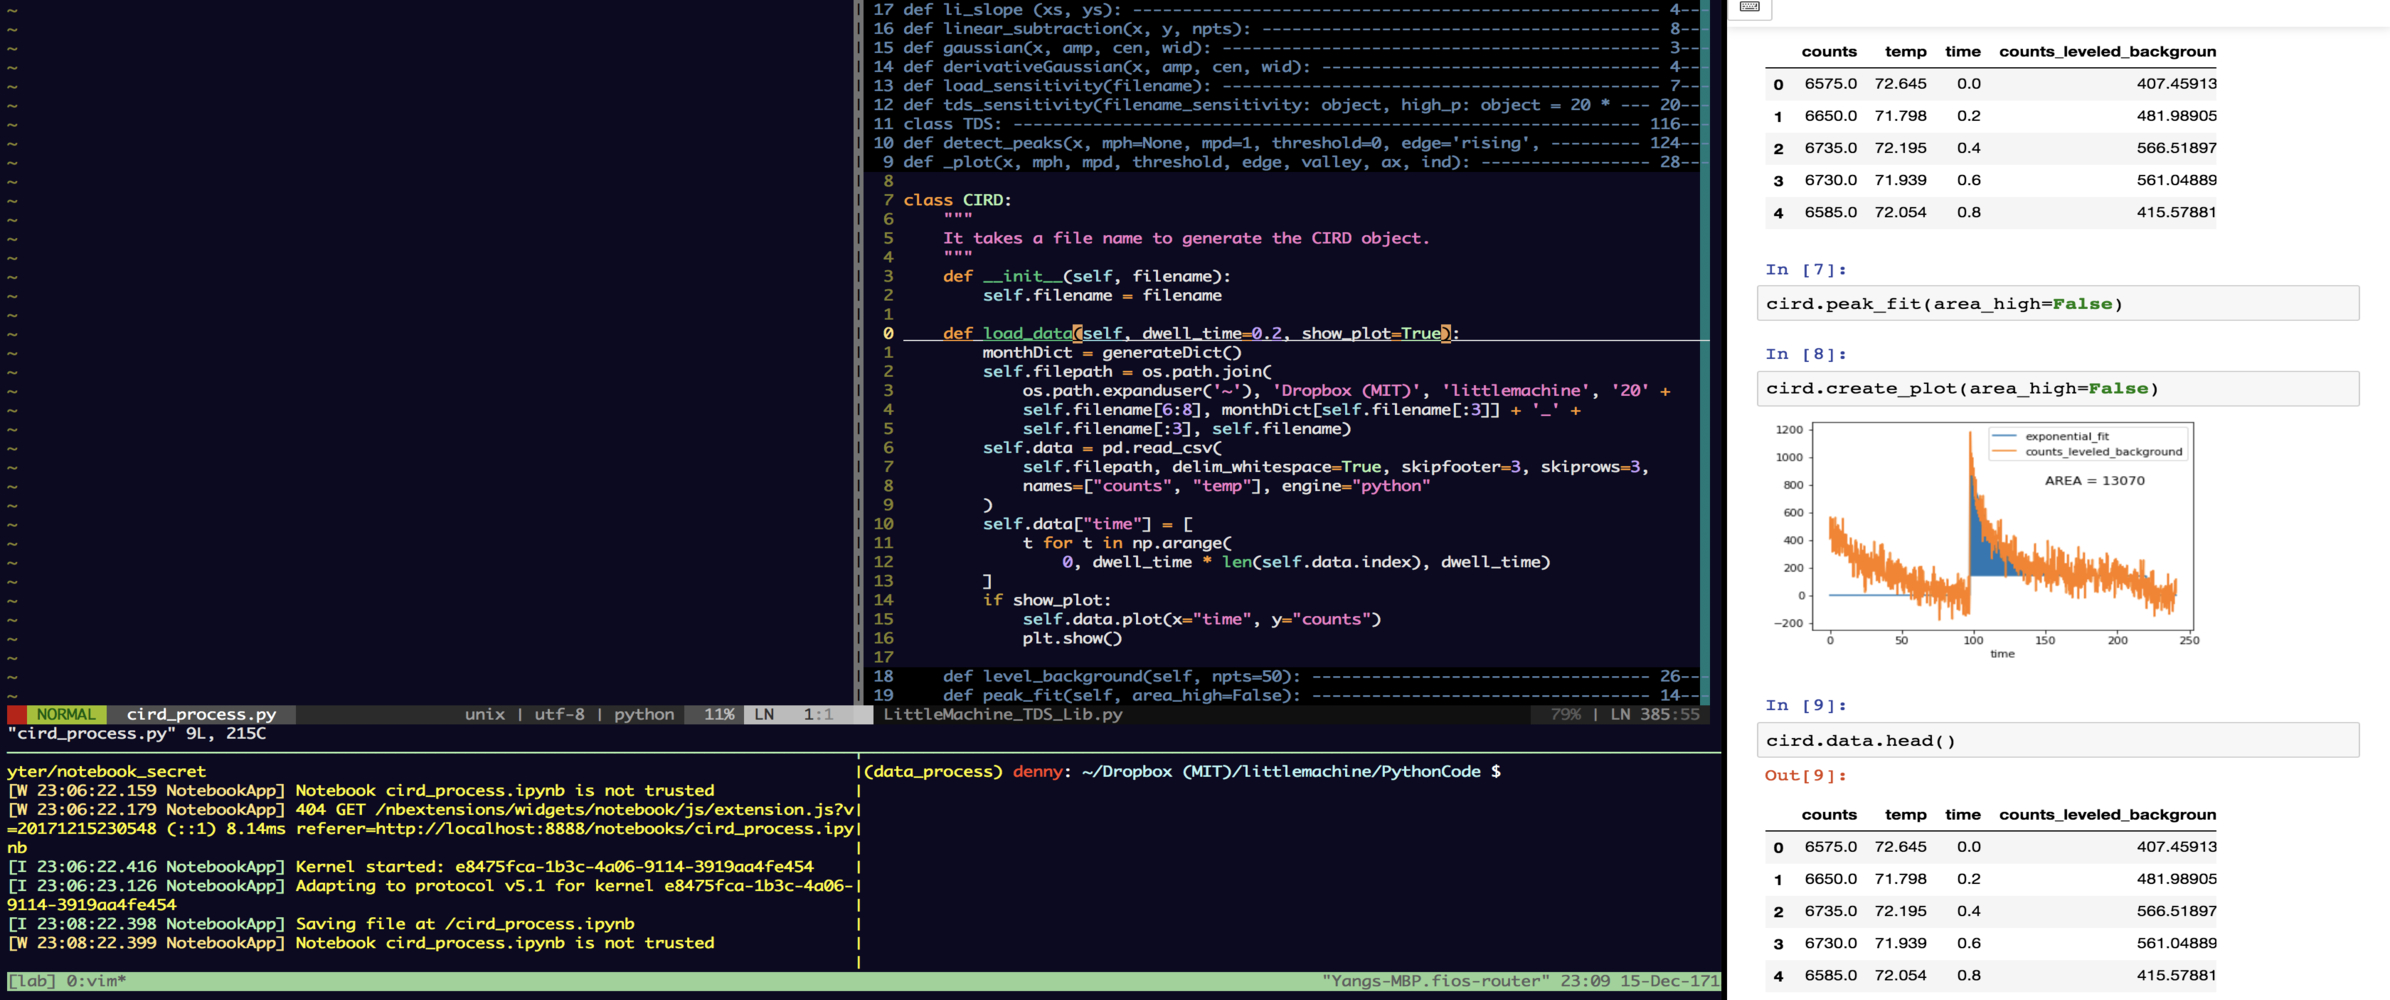 17 def li_slope (xs, ys): ----------------------------------------------------- 4--
16 def linear_subtraction(x, y, npts): ---------------------------------------- 8--
15 def gaussian(x, amp, cen, wid): --------------------------------------------- 3--
14 def derivativeGaussian(x, amp, cen, wid): ---------------------------------- 4--
13 def load_sensitivity(filename): --------------------------------------------- 7--
12 def tds_sensitivity(filename_sensitivity: object, high_p: object = 20 * --- 20--
11 class TDS: --------------------------------------------------------------- 116--
10 def detect_peaks(x, mph=None, mpd=1, threshold=0, edge='rising', --------- 124--
9 def _plot(x, mph, mpd, threshold, edge, valley, ax, ind): ----------------- 28--
8
7 class CIRD:
6 """
5 It takes a file name to generate the CIRD object.
4 """
3 def __init__(self, filename):
2 self.filename = filename
1
0 def load_data(self, dwell_time=0.2, show_plot=True):
1 monthDict = generateDict()
2 self.filepath = os.path.join(
3 os.path.expanduser('~'), 'Dropbox (MIT)', 'littlemachine', '20' +
4 self.filename[6:8], monthDict[self.filename[:3]] + '_' +
5 self.filename[:3], self.filename)
6 self.data = pd.read_csv(
7 self.filepath, delim_whitespace=True, skipfooter=3, skiprows=3,
8 names=["counts", "temp"], engine="python"
9 )
10 self.data["time"] = [
11 t for t in np.arange(
12 0, dwell_time * len(self.data.index), dwell_time)
13 ]
14 if show_plot:
15 self.data.plot(x="time", y="counts")
16 plt.show()
17
18 def level_background(self, npts=50): ---------------------------------- 26--
19 def peak_fit(self, area_high=False): ---------------------------------- 14--
NORMAL cird_process.py unix | utf-8 | python 11% LN 1:1
LittleMachine_TDS_Lib.py 79% | LN 385:55
"cird_process.py" 9L, 215C
yter/notebook_secret
[W 23:06:22.159 NotebookApp] Notebook cird_process.ipynb is not trusted
[W 23:06:22.179 NotebookApp] 404 GET /nbextensions/widgets/notebook/js/extension.js?v
=20171215230548 (::1) 8.14ms referer=http://localhost:8888/notebooks/cird_process.ipy
nb
[I 23:06:22.416 NotebookApp] Kernel started: e8475fca-1b3c-4a06-9114-3919aa4fe454
[I 23:06:23.126 NotebookApp] Adapting to protocol v5.1 for kernel e8475fca-1b3c-4a06-
9114-3919aa4fe454
[I 23:08:22.398 NotebookApp] Saving file at /cird_process.ipynb
[W 23:08:22.399 NotebookApp] Notebook cird_process.ipynb is not trusted
(data_process) denny: ~/Dropbox (MIT)/littlemachine/PythonCode $
[lab] 0:vim* "Yangs-MBP.fios-router" 23:09 15-Dec-171
counts temp time counts_leveled_backgroun
0 6575.0 72.645 0.0 407.45913
1 6650.0 71.798 0.2 481.98905
2 6735.0 72.195 0.4 566.51897
3 6730.0 71.939 0.6 561.04889
4 6585.0 72.054 0.8 415.57881
In [7]:
cird.peak_fit(area_high=False)
In [8]:
cird.create_plot(area_high=False)
1200
1000
800
600
400
200
0
−200
exponential_fit
counts_leveled_background
AREA = 13070
0 50 100 150 200 250
time
In [9]:
cird.data.head()
Out[9]:
counts temp time counts_leveled_backgroun
0 6575.0 72.645 0.0 407.45913
1 6650.0 71.798 0.2 481.98905
2 6735.0 72.195 0.4 566.51897
3 6730.0 71.939 0.6 561.04889
4 6585.0 72.054 0.8 415.57881